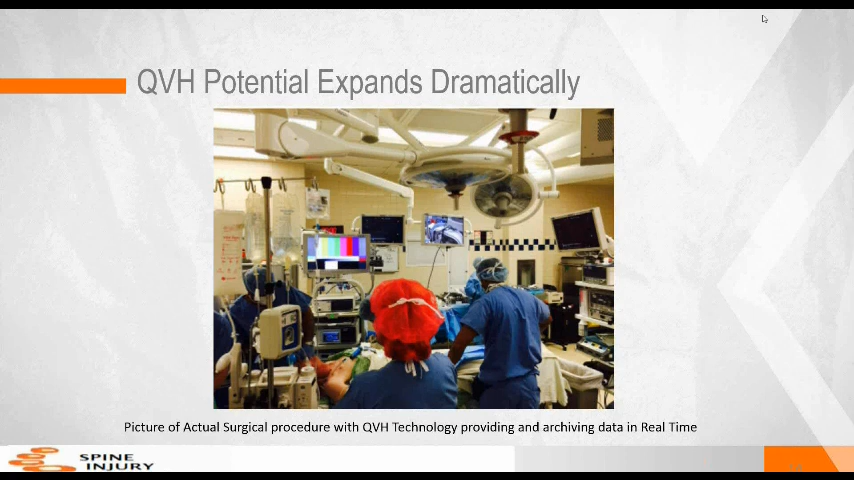 QVH Potential Expands Dramatically
Picture of Actual Surgical procedure with QVH Technology providing and archiving data in Real Time
SPINE
INJURY